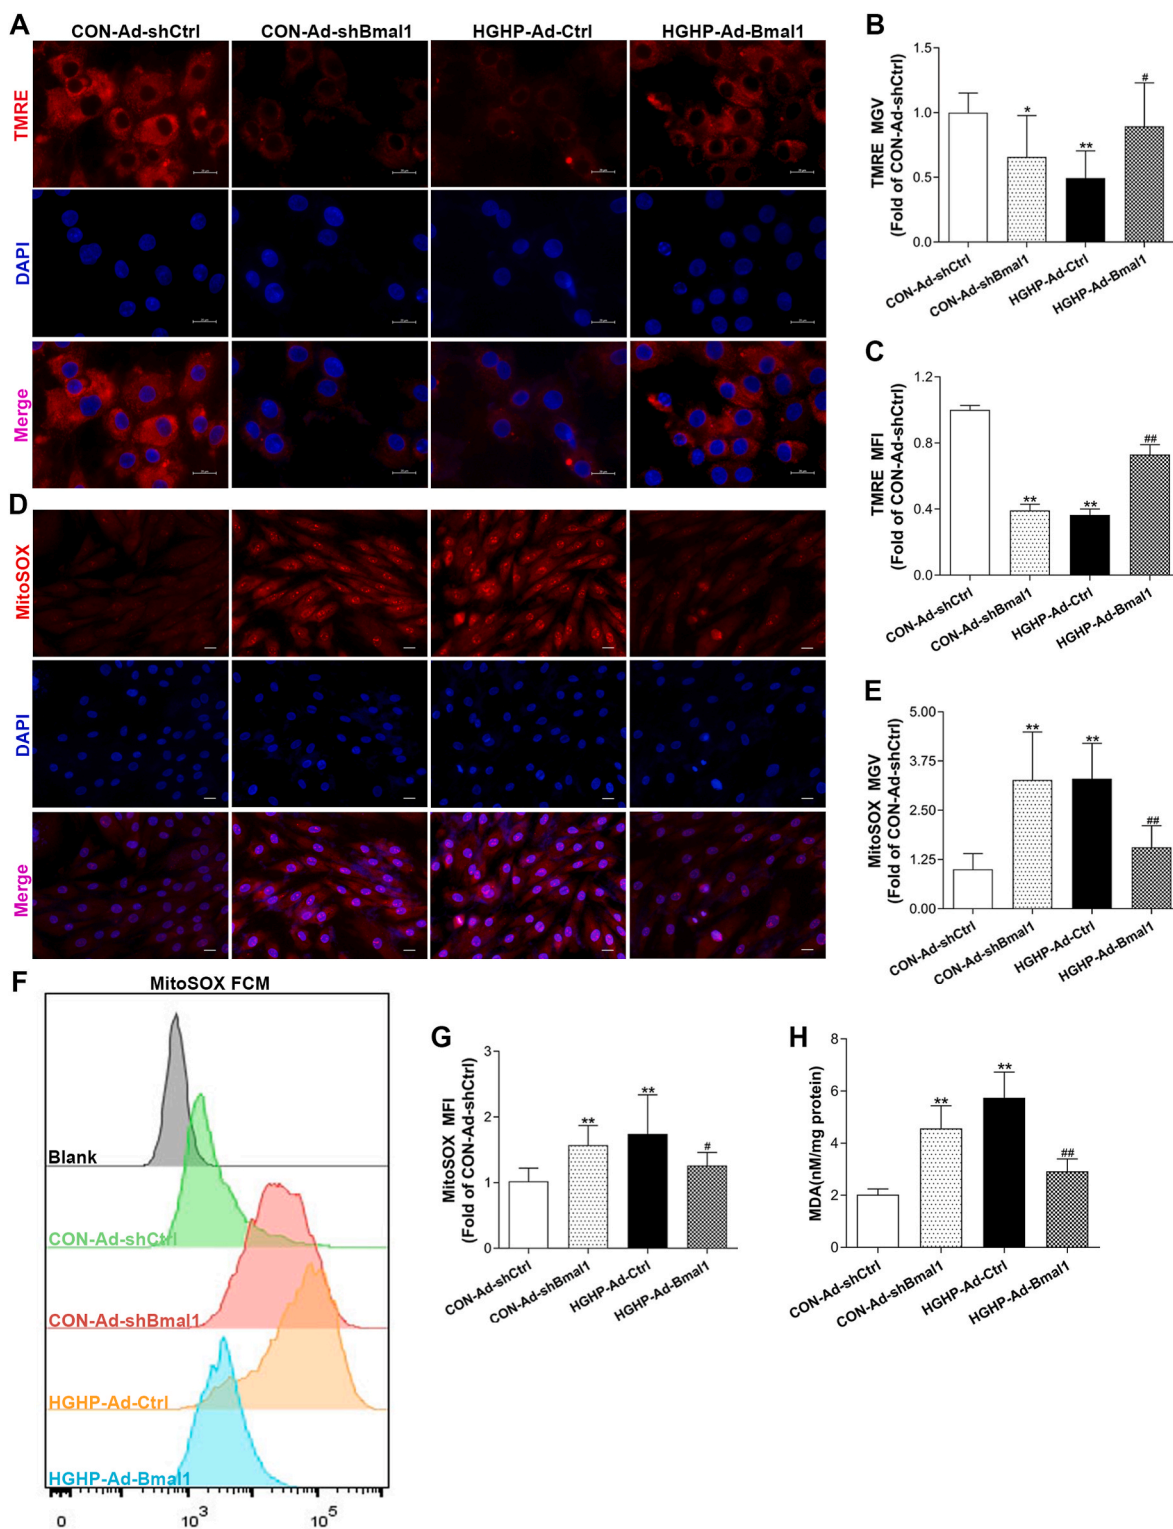 A
CON-Ad-shCtrl CON-Ad-shBmal1 HGHP-Ad-Ctrl HGHP-Ad-Bmal1
TMRE
DAPI
Merge
B
TMRE MGV
(Fold of CON-Ad-shCtrl)
1.5
1.0
0.5
0.0
*
**
#
CON-Ad-shCtrl
CON-Ad-shBmal1
HGHP-Ad-Ctrl
HGHP-Ad-Bmal1
C
TMRE MFI
(Fold of CON-Ad-shCtrl)
1.2
0.8
0.4
0.0
**
**
##
CON-Ad-shCtrl
CON-Ad-shBmal1
HGHP-Ad-Ctrl
HGHP-Ad-Bmal1
D
MitoSOX
DAPI
Merge
E
MitoSOX MGV
(Fold of CON-Ad-shCtrl)
5.00
3.75
2.50
1.25
0.00
**
**
##
CON-Ad-shCtrl
CON-Ad-shBmal1
HGHP-Ad-Ctrl
HGHP-Ad-Bmal1
F
MitoSOX FCM
Blank
CON-Ad-shCtrl
CON-Ad-shBmal1
HGHP-Ad-Ctrl
HGHP-Ad-Bmal1
0 10³ 10⁵
G
MitoSOX MFI
(Fold of CON-Ad-shCtrl)
3
2
1
0
**
**
#
CON-Ad-shCtrl
CON-Ad-shBmal1
HGHP-Ad-Ctrl
HGHP-Ad-Bmal1
H
MDA(nM/mg protein)
8
6
4
2
0
**
**
##
CON-Ad-shCtrl
CON-Ad-shBmal1
HGHP-Ad-Ctrl
HGHP-Ad-Bmal1